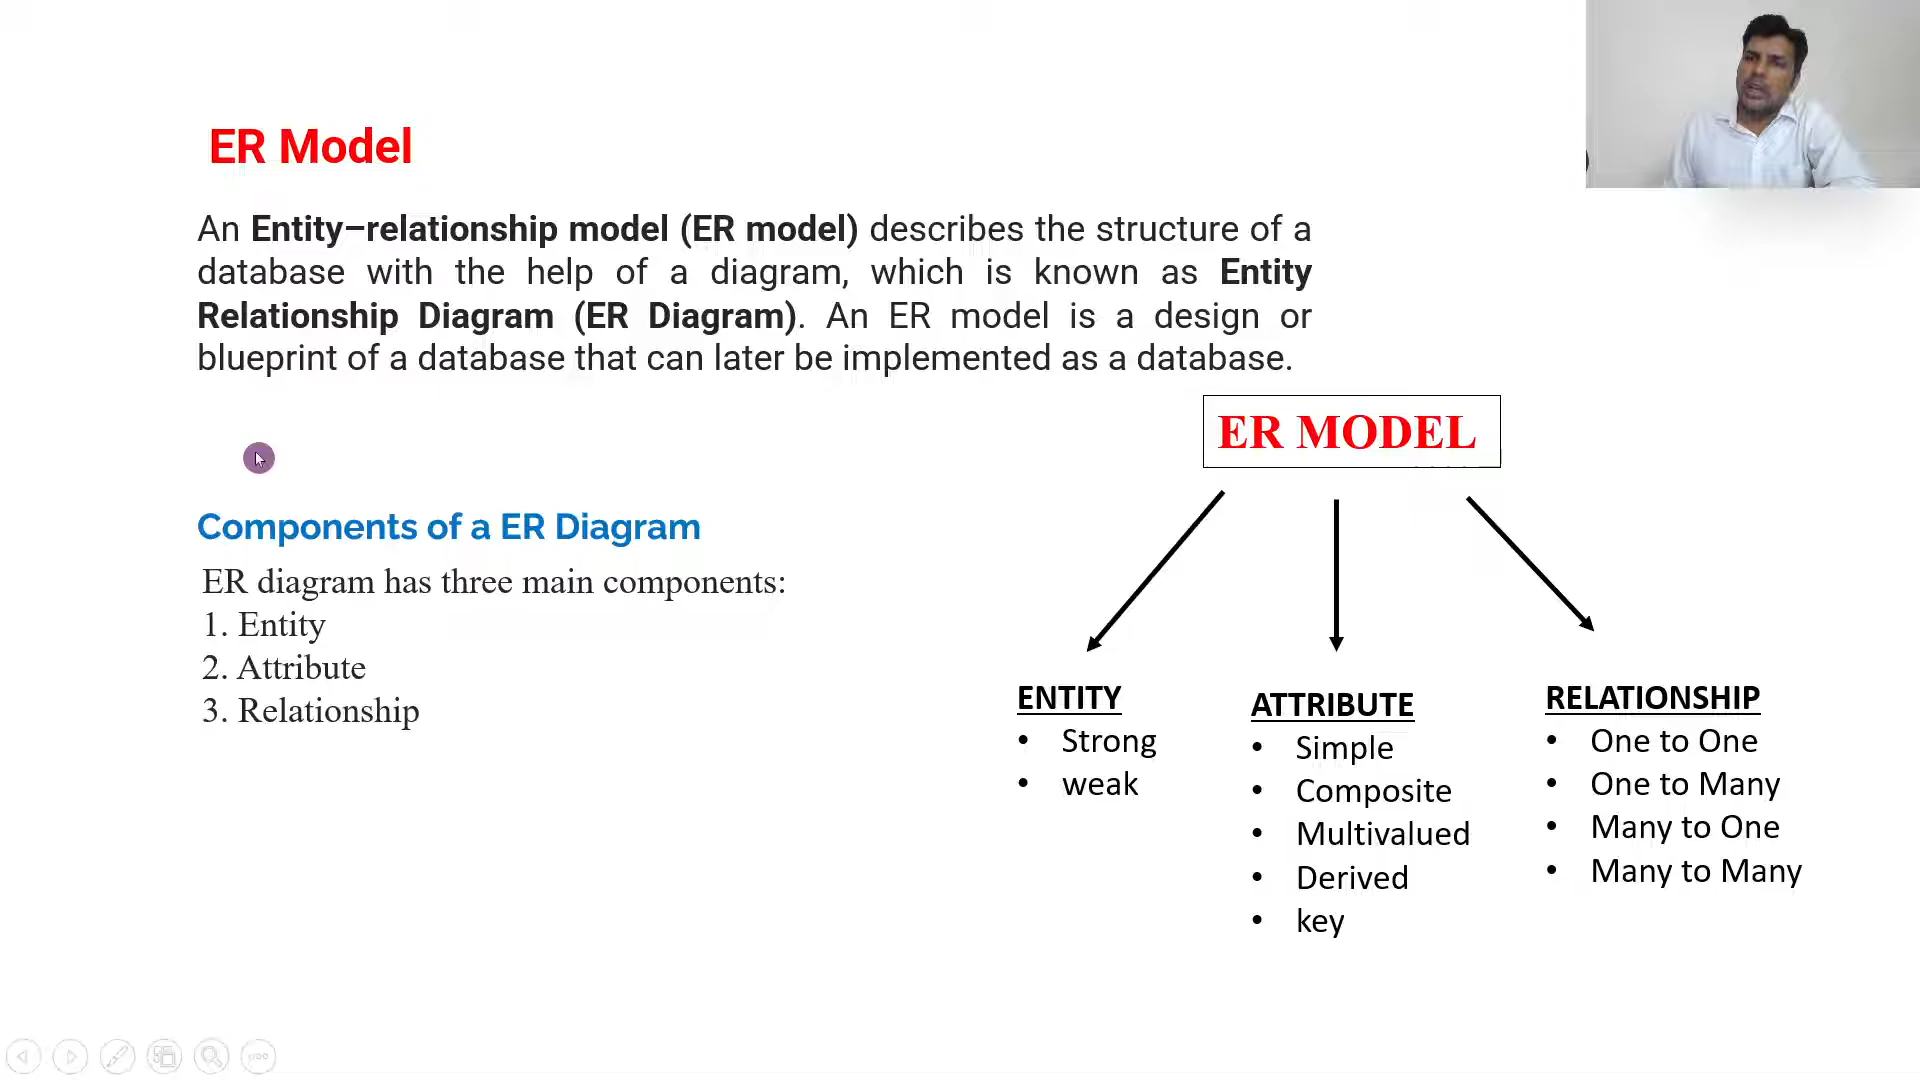 ER Model
An Entity–relationship model (ER model) describes the structure of a
database with the help of a diagram, which is known as Entity
Relationship Diagram (ER Diagram). An ER model is a design or
blueprint of a database that can later be implemented as a database.
Components of a ER Diagram
ER diagram has three main components:
1. Entity
2. Attribute
3. Relationship
ER MODEL
ENTITY
• Strong
• weak
ATTRIBUTE
• Simple
• Composite
• Multivalued
• Derived
• key
RELATIONSHIP
• One to One
• One to Many
• Many to One
• Many to Many